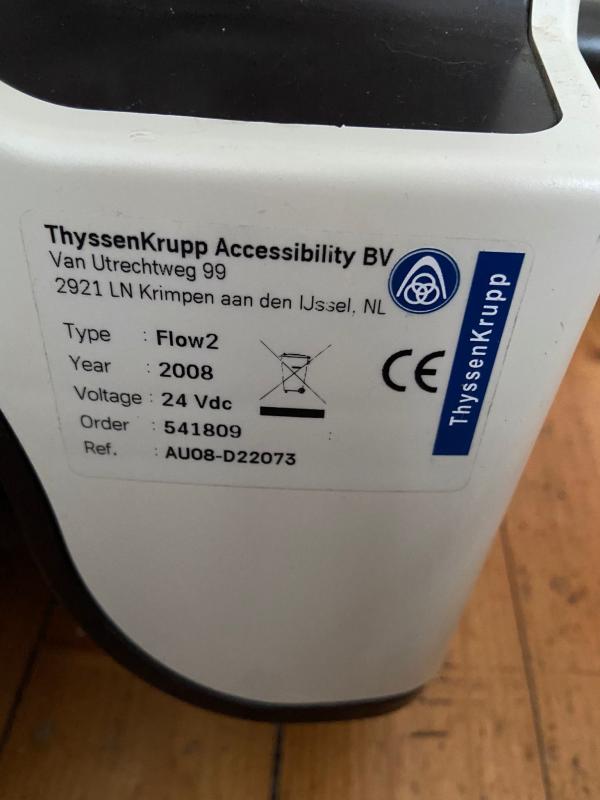 ThyssenKrupp Accessibility BV
Van Utrechtweg 99
2921 LN Krimpen aan den IJssel, NL
Type : Flow2
Year : 2008
Voltage : 24 Vdc
Order : 541809 :
Ref. : AU08-D22073
CE
ThyssenKrupp